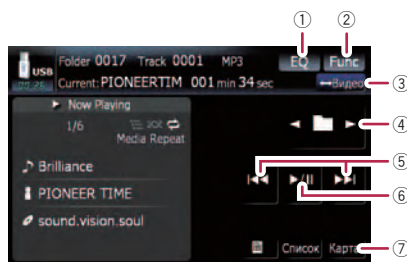 ① ②
USB Folder 0017 Track 0001 MP3 EQ Func
Current: PIONEERTIM 001 min 34 sec Видео ③
Now Playing
1/6
④
Media Repeat
Brilliance
⑤
PIONEER TIME
⑥
sound.vision.soul
Список Карта ⑦